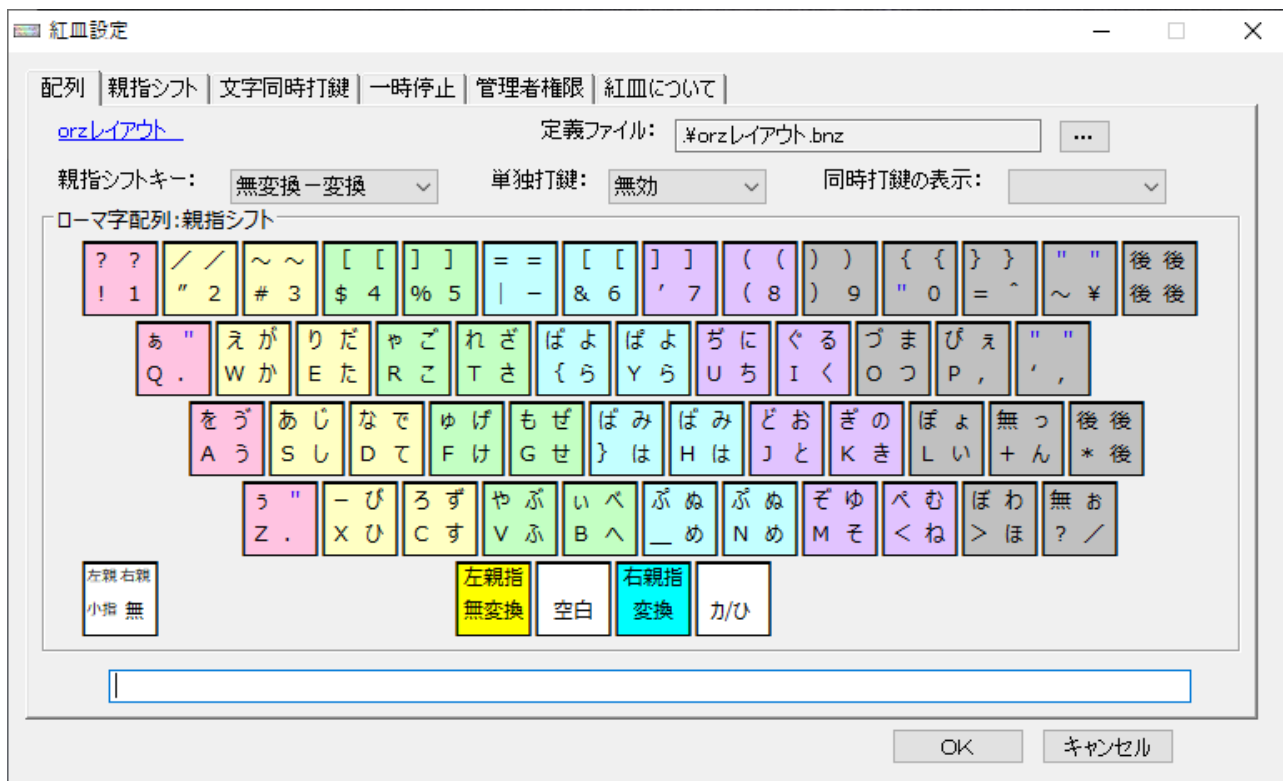 紅皿設定
配列 親指シフト 文字同時打鍵 一時停止 管理者権限 紅皿について
orzレイアウト 定義ファイル： .¥orzレイアウト.bnz ...
親指シフトキー： 無変換－変換 単独打鍵： 無効 同時打鍵の表示：
ローマ字配列:親指シフト
? ? ／ ／ ～ ～ [ [ ] ] = = [ [ ] ] ( ( ) ) { { } } " " 後 後
! 1 " 2 # 3 $ 4 % 5 | - & 6 ' 7 ( 8 ) 9 " 0 = ^ ～ ¥ 後 後
ぁ " え が り だ ゃ ご れ ざ ぱ よ ぱ よ ぢ に ぐ る づ ま ぴ ぇ " "
Q . W か E た R こ T さ { ら Y ら U ち I く O つ P , ' ,
を ゔ あ じ な で ゅ げ も ぜ ば み ば み ど お ぎ の ぽ ょ 無 っ 後 後
A う S し D て F け G せ } は H は J と K き L い + ん * 後
ぅ " ー び ろ ず や ぶ ぃ べ ぷ ぬ ぷ ぬ ぞ ゆ ぺ む ぼ わ 無 ぉ
Z . X ひ C す V ふ B へ _ め N め M そ < ね > ほ ? ／
左親 右親 左親指 右親指
小指 無 無変換 空白 変換 カ/ひ
OK キャンセル